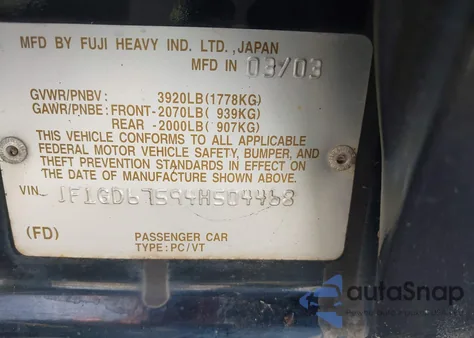 MFD BY FUJI HEAVY IND. LTD.,JAPAN
MFD IN 03/03
GVWR/PNBV : 3920LB(1778KG)
GAWR/PNBE: FRONT-2070LB( 939KG)
REAR -2000LB( 907KG)
THIS VEHICLE CONFORMS TO ALL APPLICABLE
FEDERAL MOTOR VEHICLE SAFETY, BUMPER, AND
THEFT PREVENTION STANDARDS IN EFFECT ON
THE DATE OF MANUFACTURE SHOWN ABOVE.
VIN
(FD)
PASSENGER CAR
TYPE: PC/VT
autoSnap